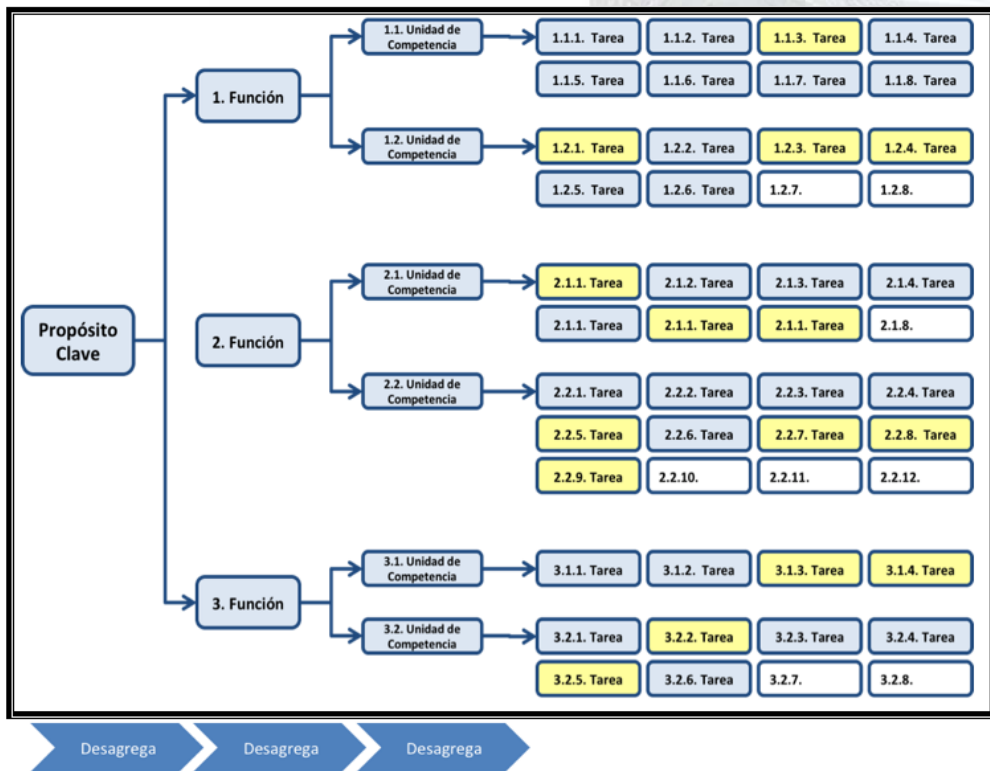 1.1. Unidad de
Competencia
1.1.1. Tarea
1.1.2. Tarea
1.1.3. Tarea
1.1.4. Tarea
1. Función
1.1.5. Tarea
1.1.6. Tarea
1.1.7. Tarea
1.1.8. Tarea
1.2. Unidad de
Competencia
1.2.1. Tarea
1.2.2. Tarea
1.2.3. Tarea
1.2.4. Tarea
1.2.5. Tarea
1.2.6. Tarea
1.2.7.
1.2.8.
2.1. Unidad de
Competencia
2.1.1. Tarea
2.1.2. Tarea
2.1.3. Tarea
2.1.4. Tarea
Propósito
Clave
2. Función
2.1.1. Tarea
2.1.1. Tarea
2.1.1. Tarea
2.1.8.
2.2. Unidad de
Competencia
2.2.1. Tarea
2.2.2. Tarea
2.2.3. Tarea
2.2.4. Tarea
2.2.5. Tarea
2.2.6. Tarea
2.2.7. Tarea
2.2.8. Tarea
2.2.9. Tarea
2.2.10.
2.2.11.
2.2.12.
3.1. Unidad de
Competencia
3.1.1. Tarea
3.1.2. Tarea
3.1.3. Tarea
3.1.4. Tarea
3. Función
3.2. Unidad de
Competencia
3.2.1. Tarea
3.2.2. Tarea
3.2.3. Tarea
3.2.4. Tarea
3.2.5. Tarea
3.2.6. Tarea
3.2.7.
3.2.8.
Desagrega
Desagrega
Desagrega